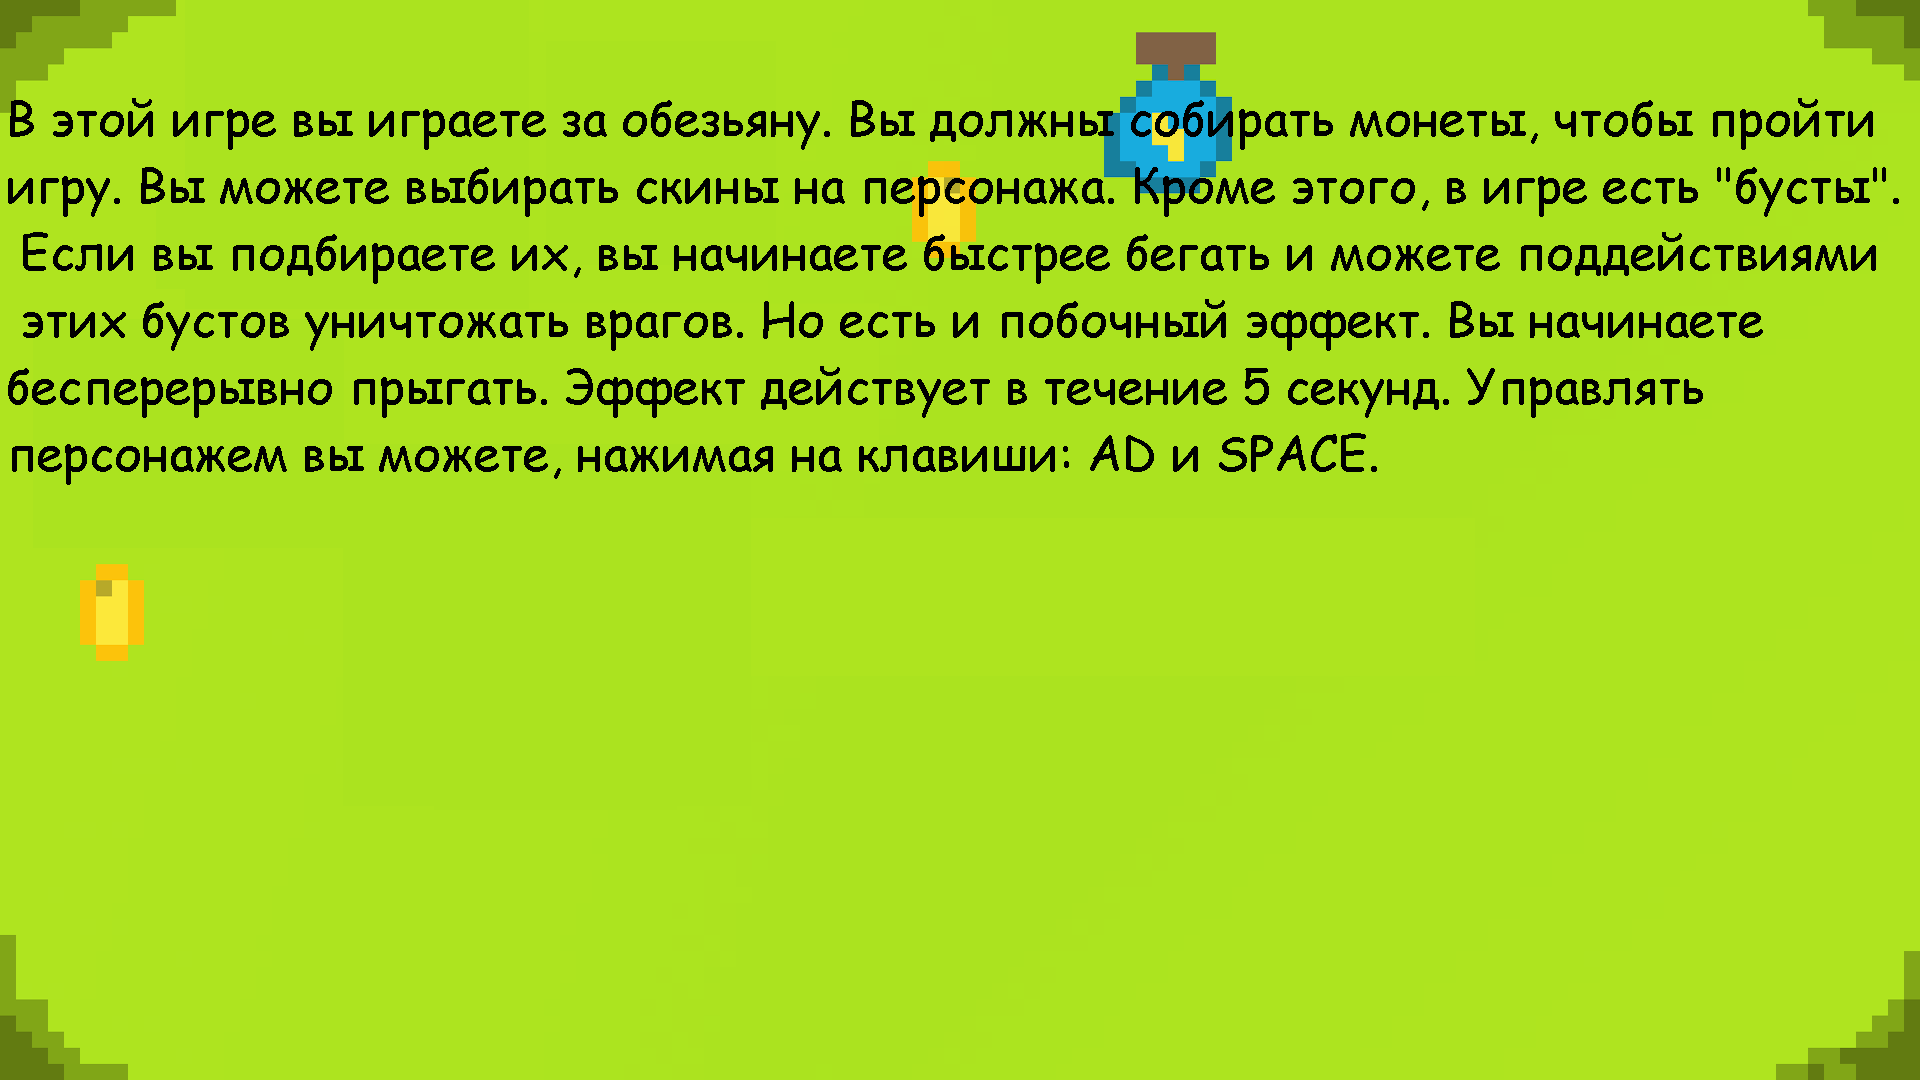 В этой игре вы играете за обезьяну. Вы должны собирать монеты, чтобы пройти
игру. Вы можете выбирать скины на персонажа. Кроме этого, в игре есть "бусты".
Если вы подбираете их, вы начинаете быстрее бегать и можете поддействиями
этих бустов уничтожать врагов. Но есть и побочный эффект. Вы начинаете
бесперерывно прыгать. Эффект действует в течение 5 секунд. Управлять
персонажем вы можете, нажимая на клавиши: AD и SPACE.